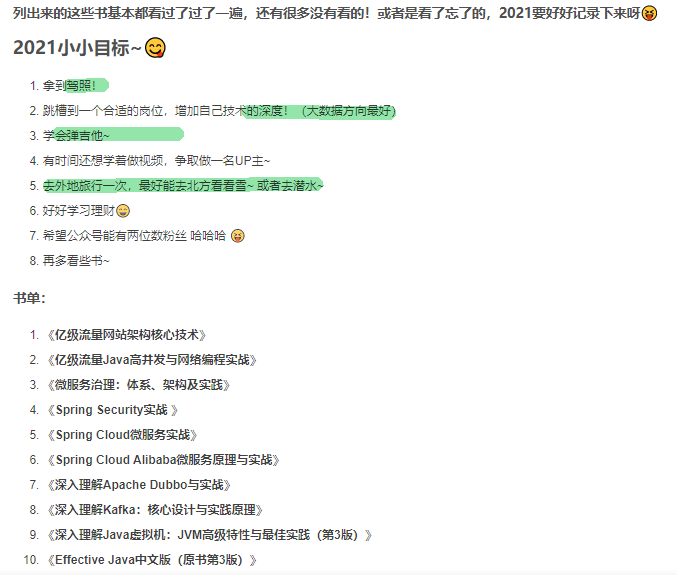 列出来的这些书基本都看过了过了一遍，还有很多没有看的！或者是看了忘了的，2021要好好记录下来呀😝
2021小小目标~😋
1. 拿到驾照！
2. 跳槽到一个合适的岗位，增加自己技术的深度！（大数据方向最好）
3. 学会弹吉他~
4. 有时间还想学着做视频，争取做一名UP主~
5. 去外地旅行一次，最好能去北方看看雪~ 或者去潜水~
6. 好好学习理财😄
7. 希望公众号能有两位数粉丝 哈哈哈 😝
8. 再多看些书~
书单：
1. 《亿级流量网站架构核心技术》
2. 《亿级流量Java高并发与网络编程实战》
3. 《微服务治理：体系、架构及实践》
4. 《Spring Security实战 》
5. 《Spring Cloud微服务实战》
6. 《Spring Cloud Alibaba微服务原理与实战》
7. 《深入理解Apache Dubbo与实战》
8. 《深入理解Kafka：核心设计与实践原理》
9. 《深入理解Java虚拟机：JVM高级特性与最佳实践（第3版）》
10. 《Effective Java中文版（原书第3版）》